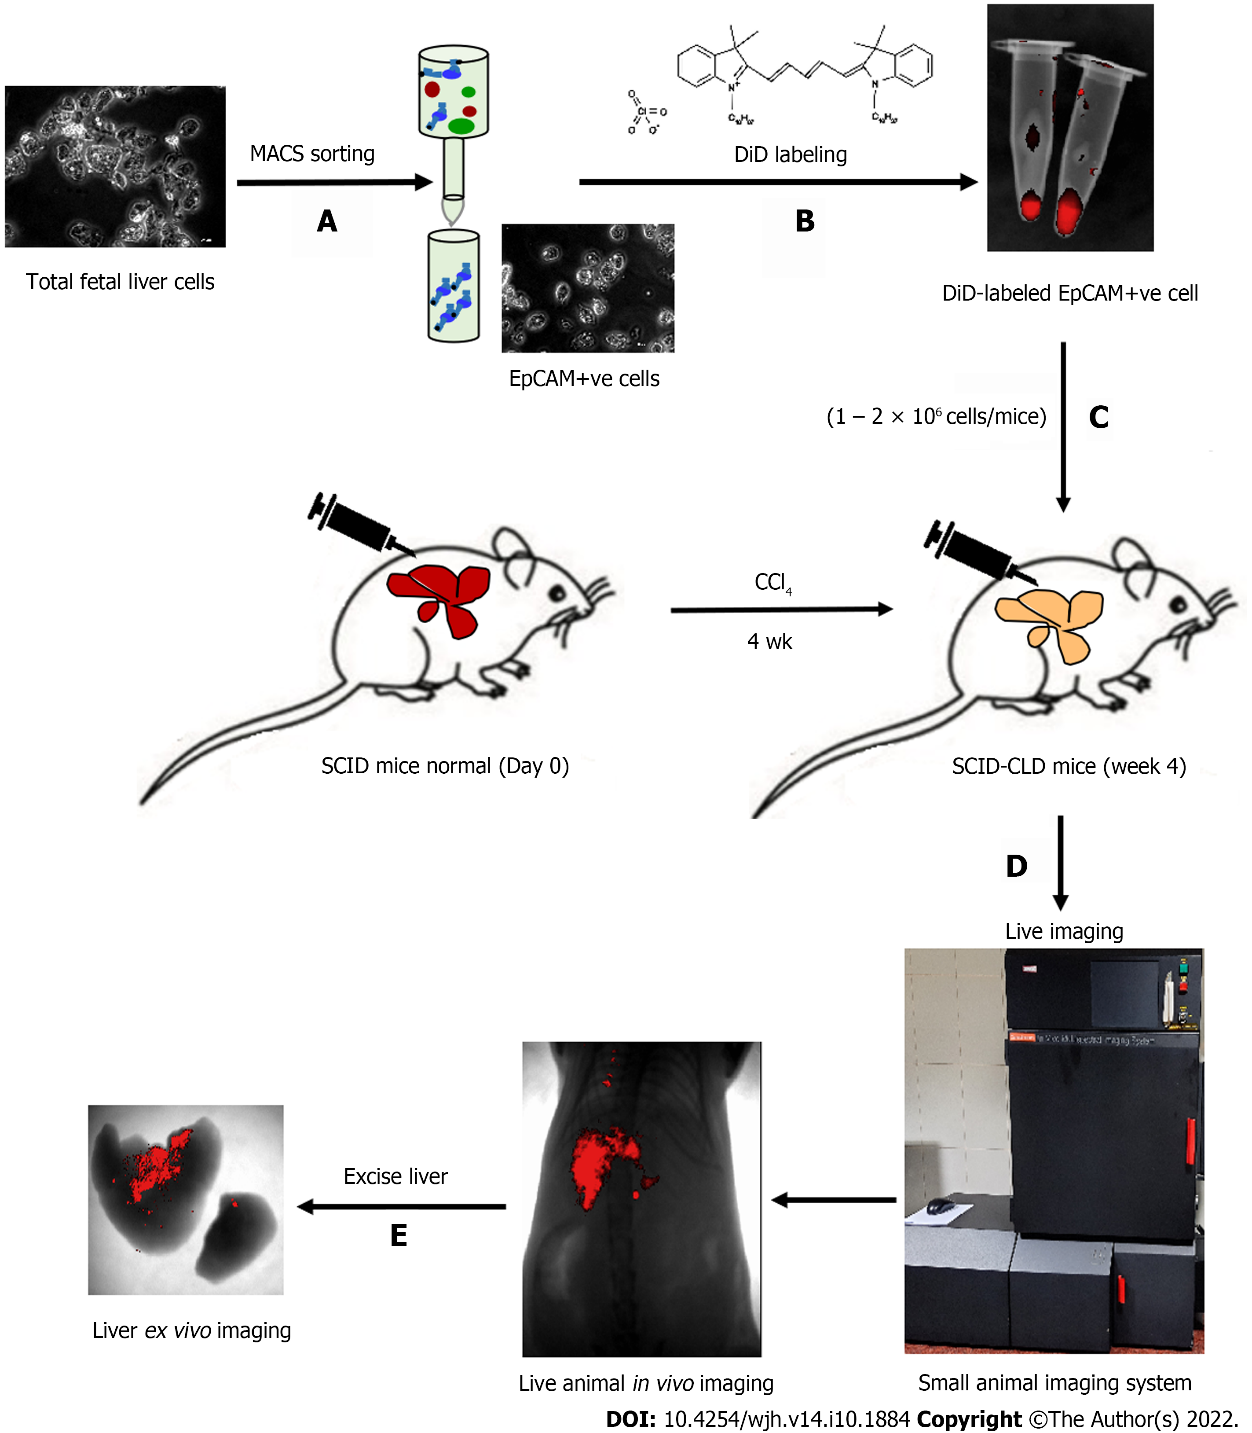 MACS sorting
A
Total fetal liver cells
EpCAM+ve cells
N+
C₁₈H₃₇
N
C₁₈H₃₇
O
O
Cl
O
O-
DiD labeling
B
DiD-labeled EpCAM+ve cell
(1 – 2 × 10⁶ cells/mice)
C
CCl₄
4 wk
SCID mice normal (Day 0)
SCID-CLD mice (week 4)
D
Live imaging
Small animal imaging system
Live animal in vivo imaging
Excise liver
E
Liver ex vivo imaging
DOI: 10.4254/wjh.v14.i10.1884 Copyright ©The Author(s) 2022.